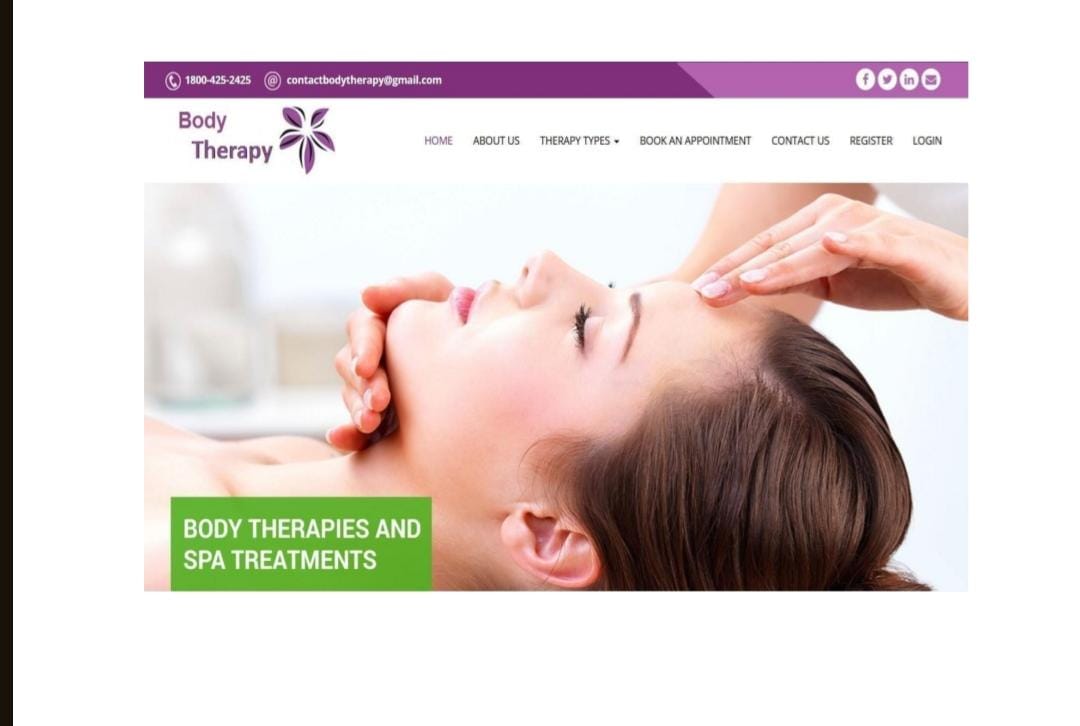 1800-425-2425 @ contactbodytherapy@gmail.com f in
Body
Therapy
HOME ABOUT US THERAPY TYPES BOOK AN APPOINTMENT CONTACT US REGISTER LOGIN
BODY THERAPIES AND
SPA TREATMENTS